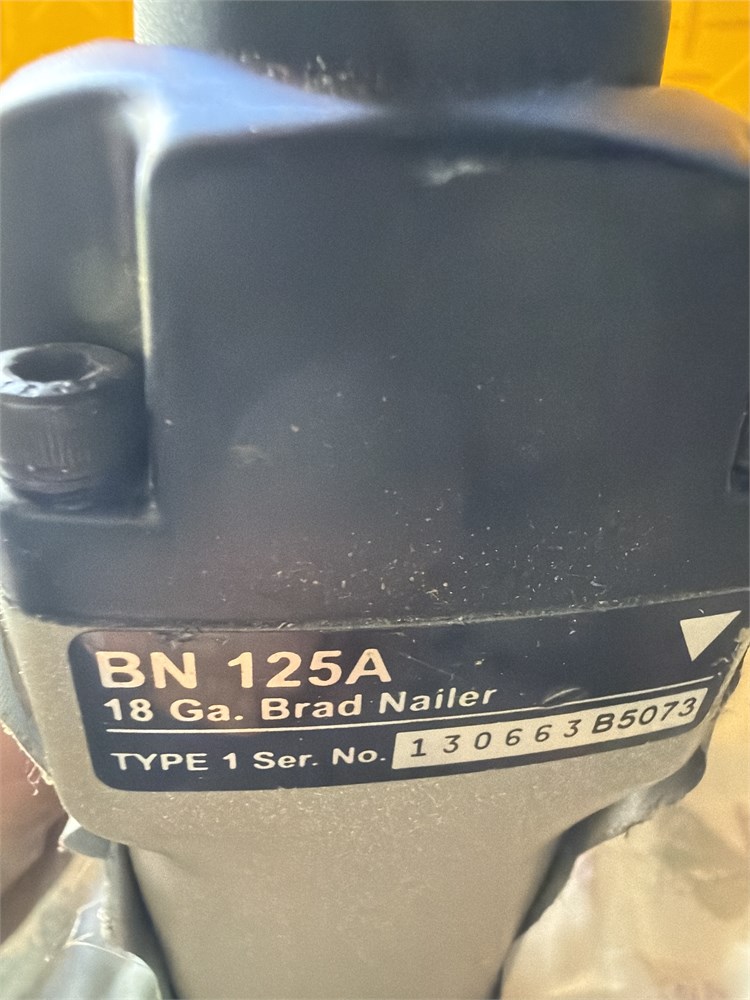 BN 125A
18 Ga. Brad Nailer
TYPE 1 Ser. No. 130663B5073